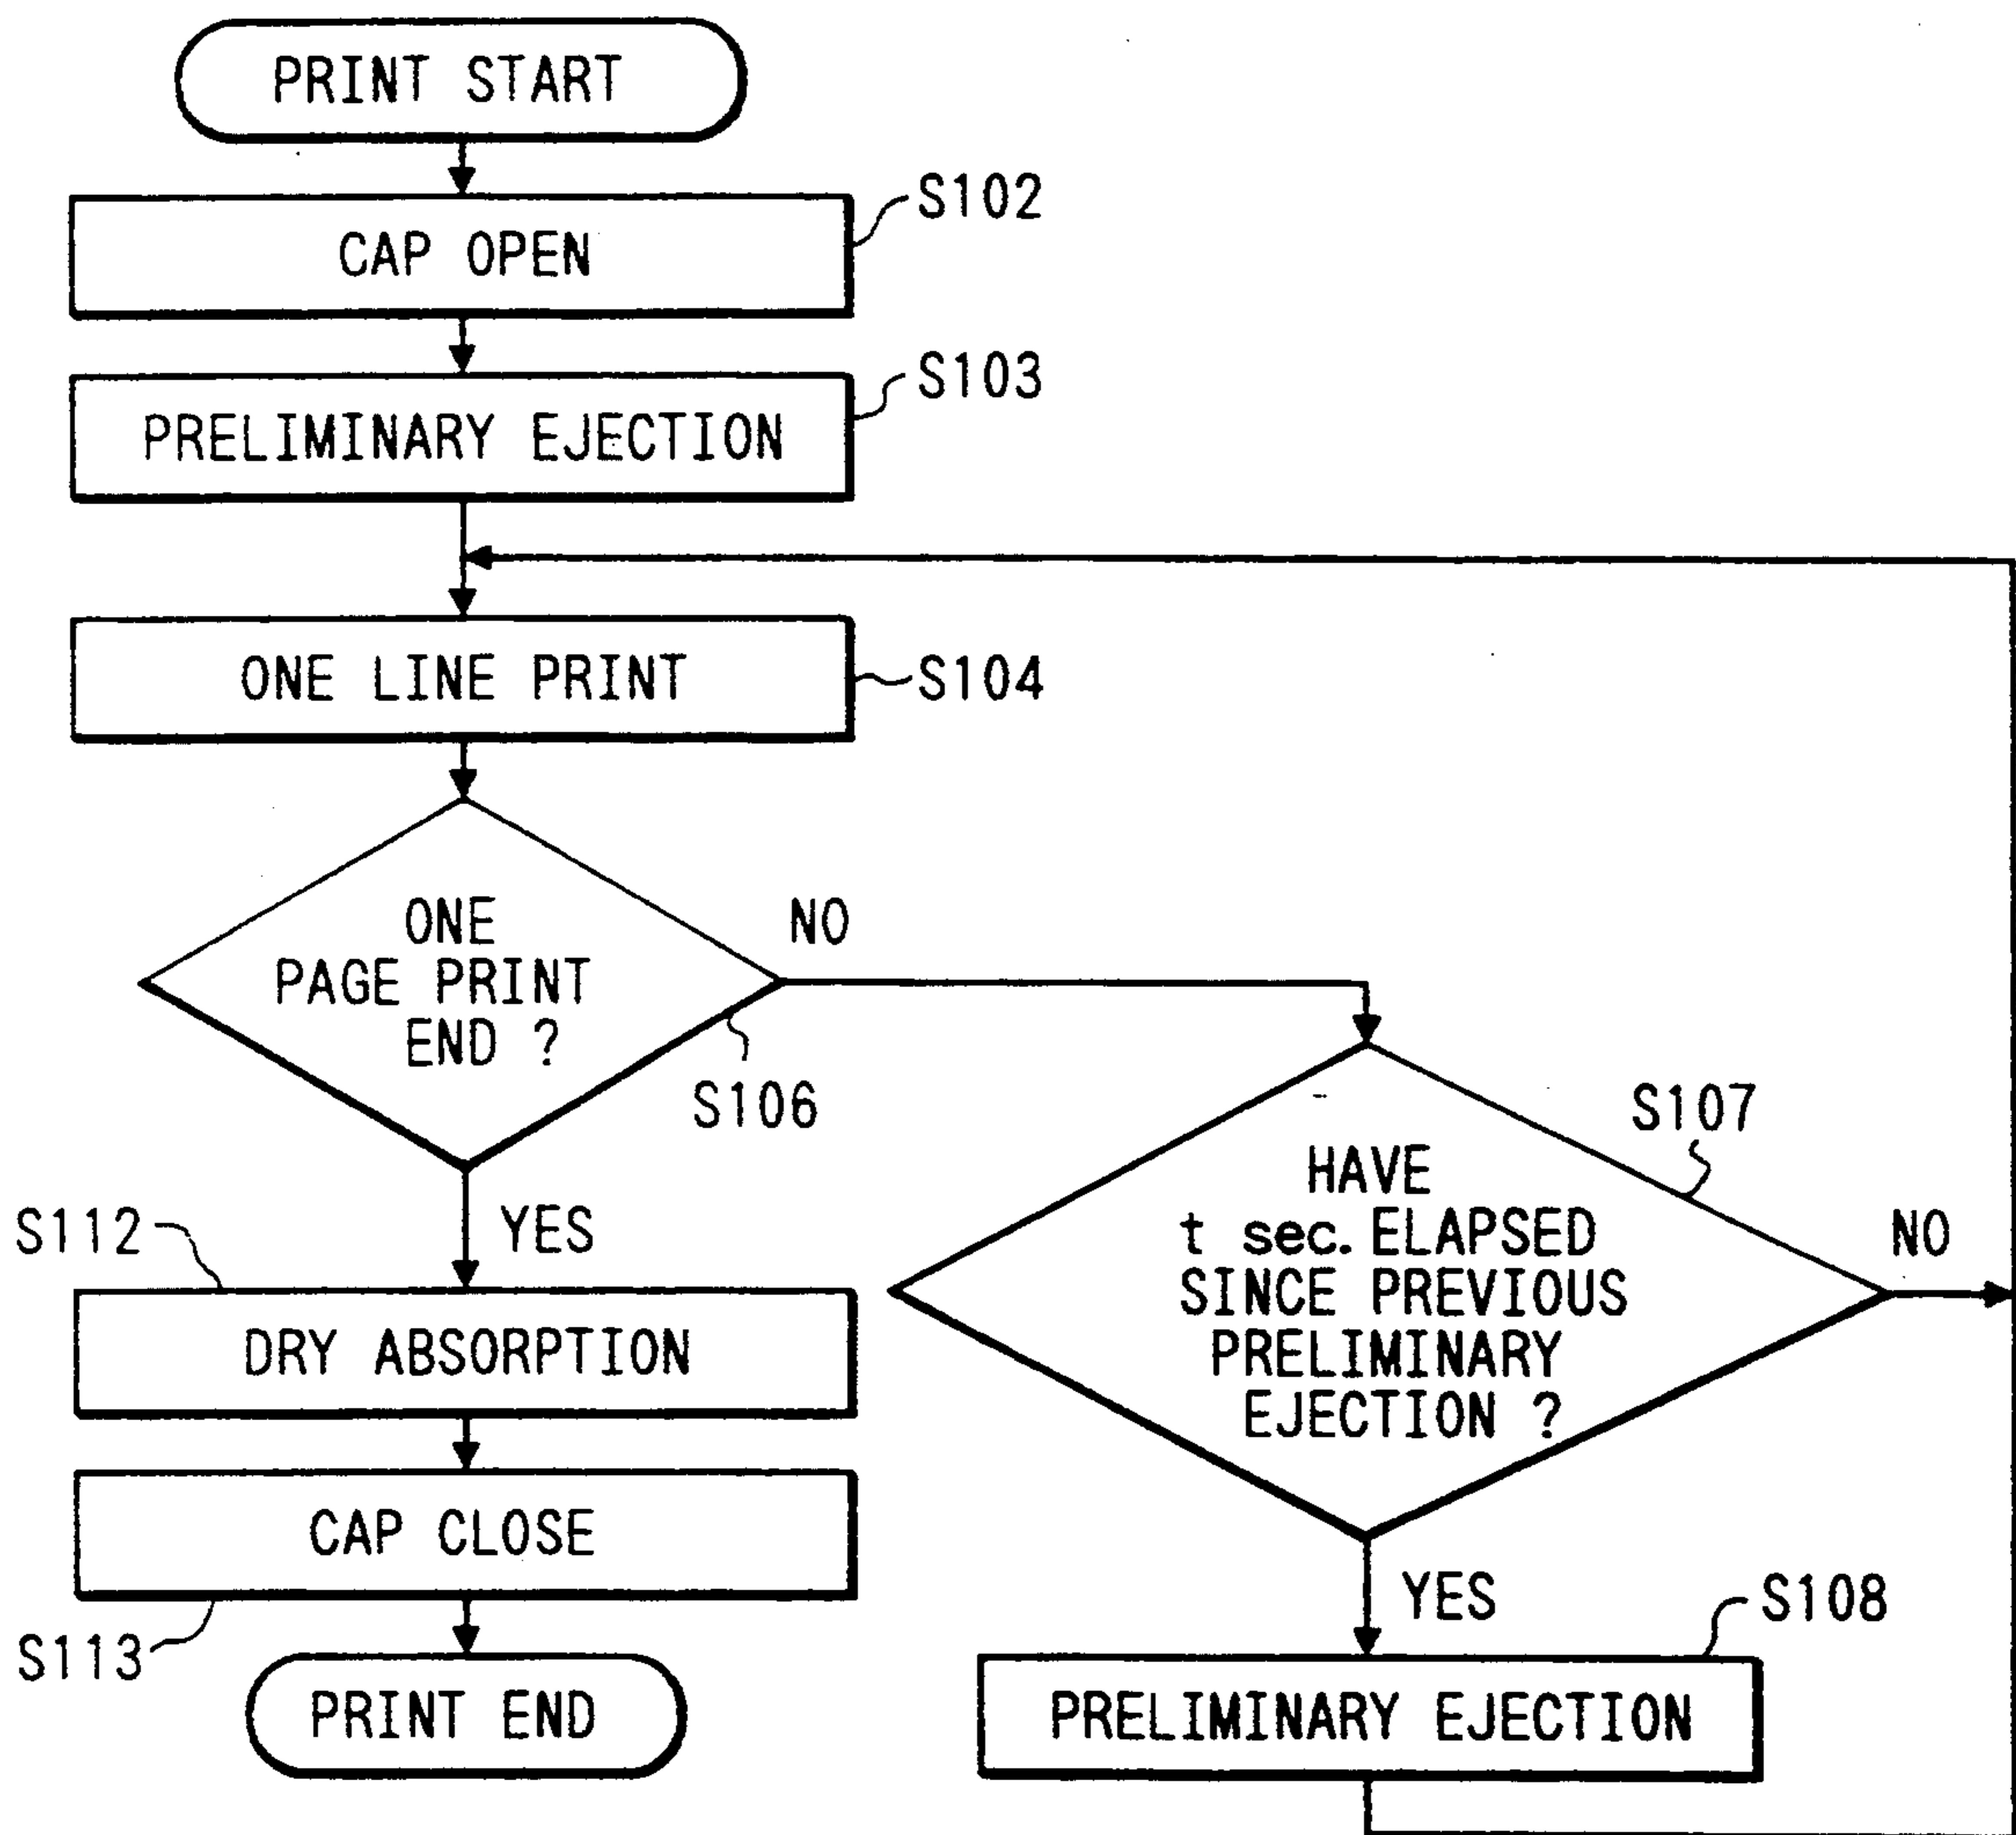 PRINT START
S102
CAP OPEN
S103
PRELIMINARY EJECTION
ONE LINE PRINT
S104
ONE
PAGE PRINT
END ?
NO
S106
YES
S107
HAVE
t sec. ELAPSED
SINCE PREVIOUS
PRELIMINARY
EJECTION ?
NO
YES
S108
PRELIMINARY EJECTION
S112
DRY ABSORPTION
CAP CLOSE
S113
PRINT END